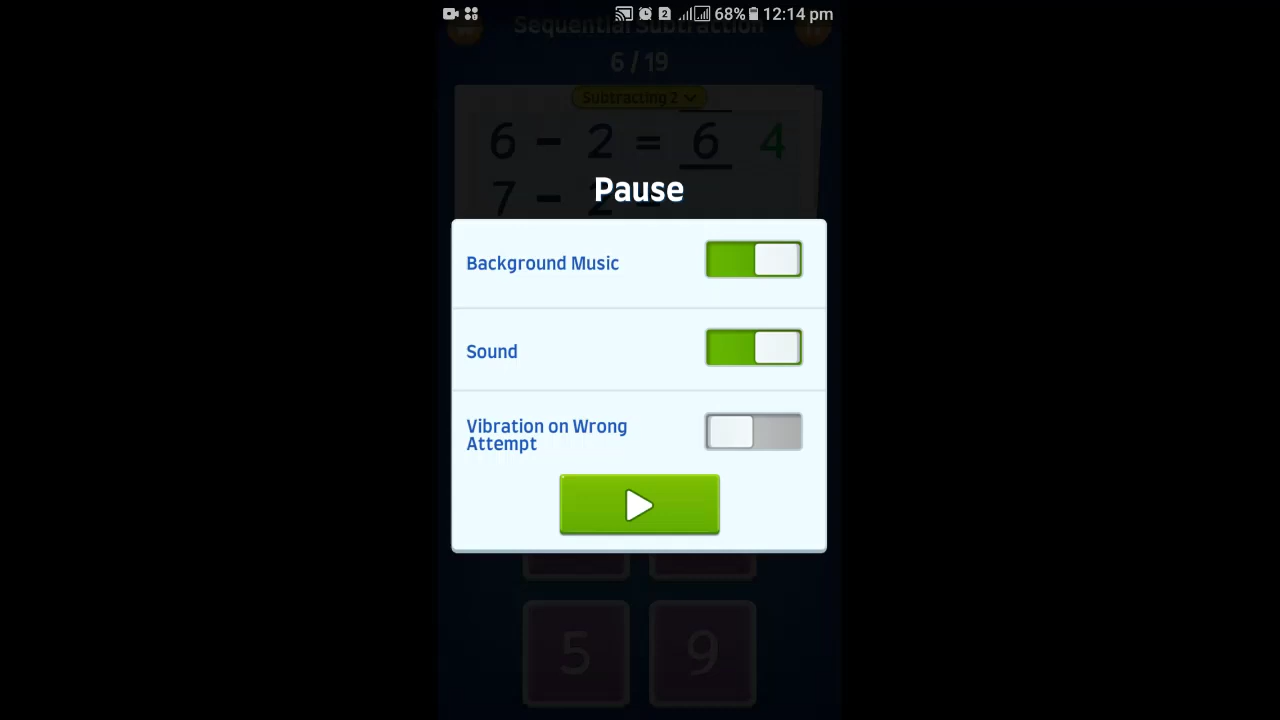 2 68% 12:14 pm
Sequential Subtraction
6 / 19
Subtracting 2
6 - 2 = 6 4
7 - 2 =
Pause
Background Music
Sound
Vibration on Wrong
Attempt
5 9